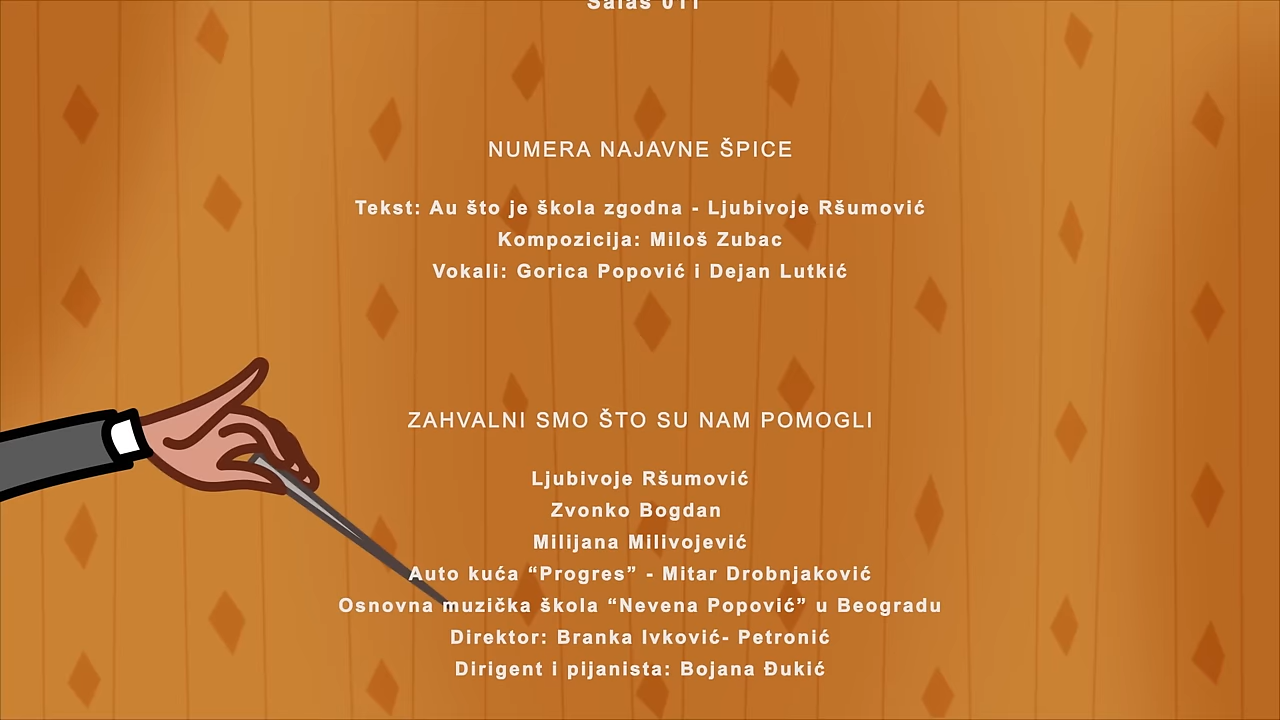 Salaš 011
NUMERA NAJAVNE ŠPICE
Tekst: Au što je škola zgodna - Ljubivoje Ršumović
Kompozicija: Miloš Zubac
Vokali: Gorica Popović i Dejan Lutkić
ZAHVALNI SMO ŠTO SU NAM POMOGLI
Ljubivoje Ršumović
Zvonko Bogdan
Milijana Milivojević
Auto kuća “Progres” - Mitar Drobnjaković
Osnovna muzička škola “Nevena Popović” u Beogradu
Direktor: Branka Ivković- Petronić
Dirigent i pijanista: Bojana Đukić